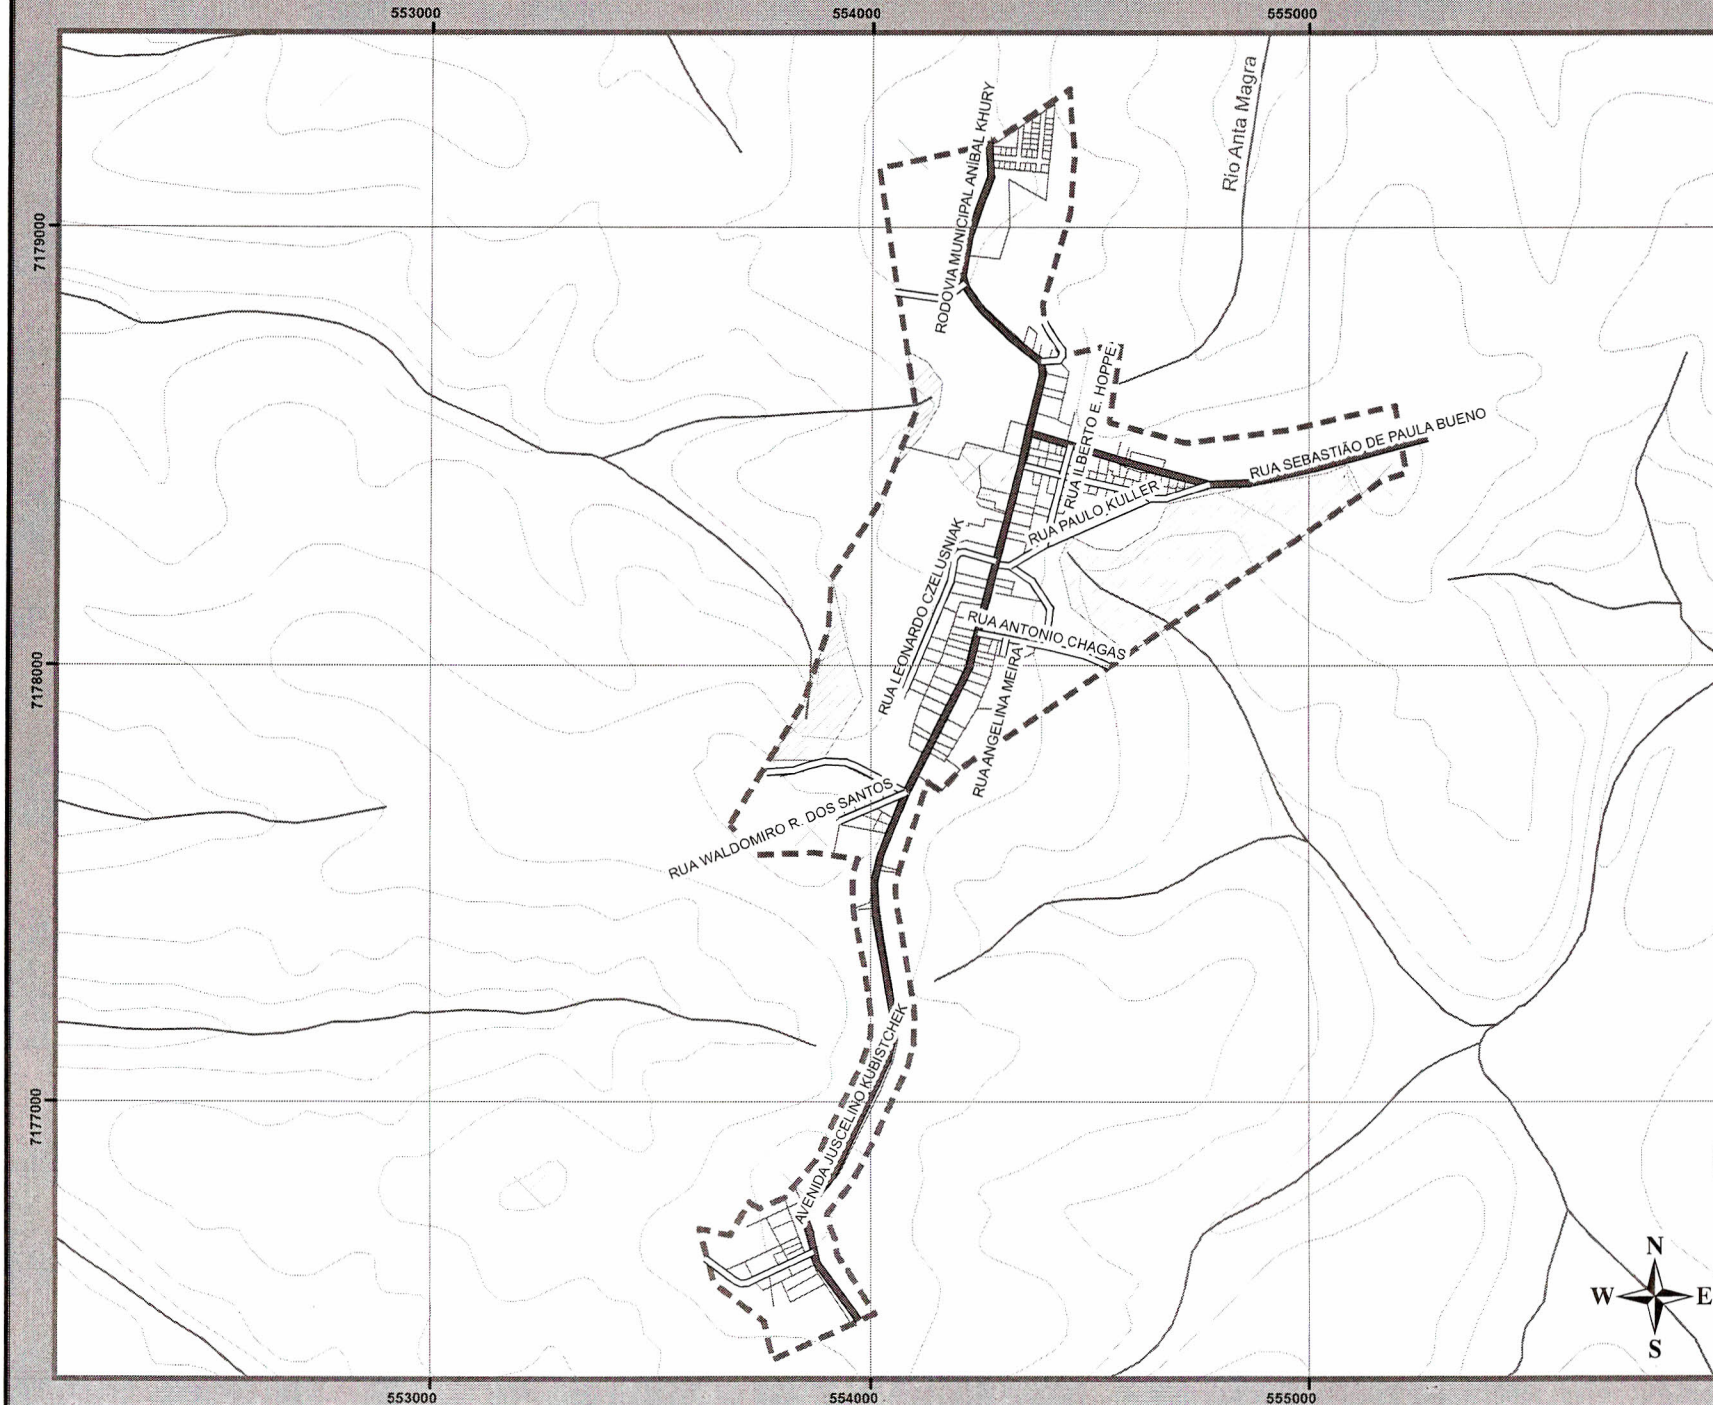 553000
554000
555000
RODOVIA MUNICIPAL ANÍBAL KHURY
Rio Anta Magra
7179000
RUA ILBERTO E. HOPPE
RUA SEBASTIÃO DE PAULA BUENO
RUA PAULO KULLER
RUA LEONARDO CZELUSNIAK
RUA ANTONIO CHAGAS
7178000
RUA ANGELINA MEIRA
RUA WALDOMIRO R. DOS SANTOS
AVENIDA JUSCELINO KUBISTCHEK
7177000
N
W E
S
553000
554000
555000